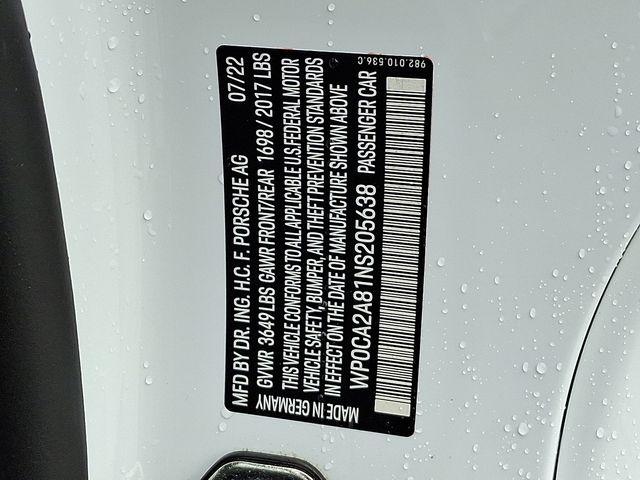 MFD BY DR. ING. H.C. F. PORSCHE AG 07/22
GVWR 3649 LBS GAWR FRONT/REAR 1698 / 2017 LBS
THIS VEHICLE CONFORMS TO ALL APPLICABLE U.S. FEDERAL MOTOR
VEHICLE SAFETY, BUMPER, AND THEFT PREVENTION STANDARDS
IN EFFECT ON THE DATE OF MANUFACTURE SHOWN ABOVE
WP0CA2A81NS205638 PASSENGER CAR
MADE IN GERMANY
982.010.536.C